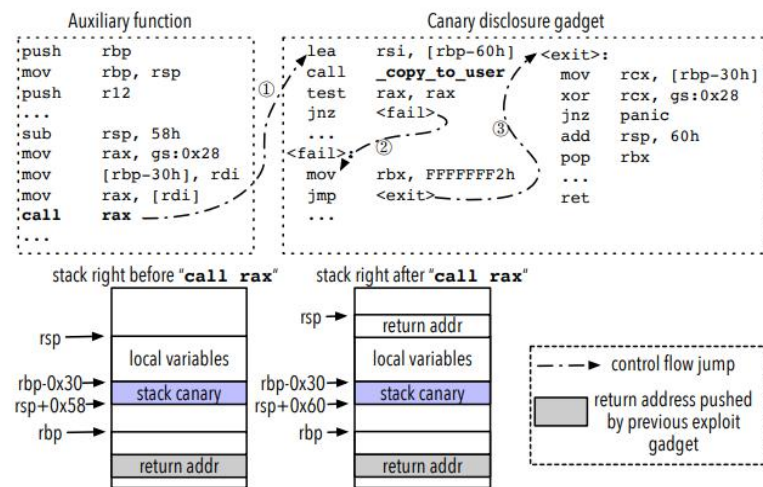 Auxiliary function
push rbp
mov rbp, rsp
push r12
...
sub rsp, 58h
mov rax, gs:0x28
mov [rbp-30h], rdi
mov rax, [rdi]
call rax
...
Canary disclosure gadget
lea rsi, [rbp-60h]
call _copy_to_user
test rax, rax
jnz <fail>
...
<fail>:
mov rbx, FFFFFFF2h
jmp <exit>
...
<exit>:
mov rcx, [rbp-30h]
xor rcx, gs:0x28
jnz panic
add rsp, 60h
pop rbx
...
ret
①
②
③
stack right before "call rax"
rsp
local variables
rbp-0x30
stack canary
rsp+0x58
rbp
return addr
stack right after "call rax"
rsp
return addr
local variables
rbp-0x30
stack canary
rsp+0x60
rbp
return addr
control flow jump
return address pushed
by previous exploit
gadget